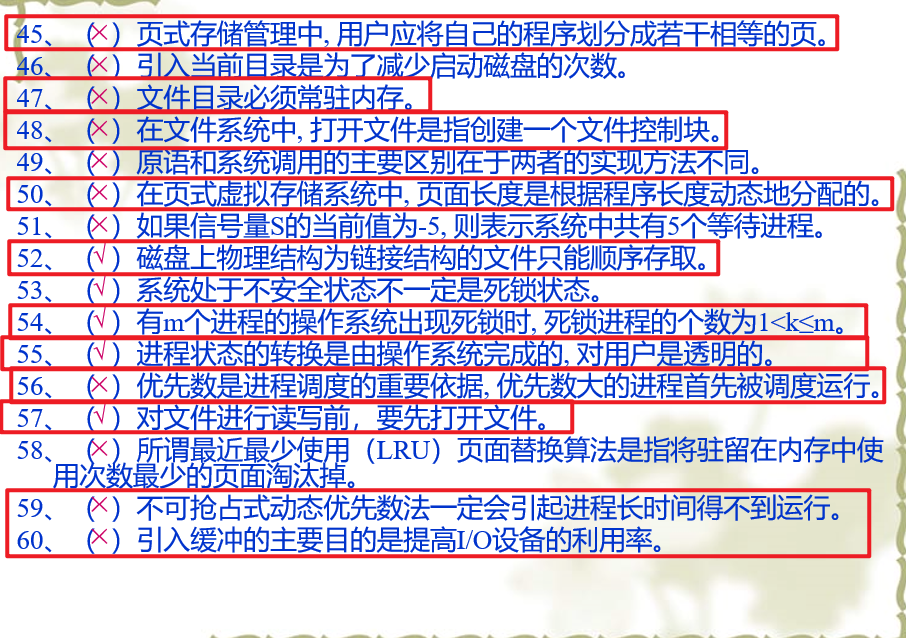 45、 （×）页式存储管理中, 用户应将自己的程序划分成若干相等的页。
46、 （×）引入当前目录是为了减少启动磁盘的次数。
47、 （×）文件目录必须常驻内存。
48、 （×）在文件系统中, 打开文件是指创建一个文件控制块。
49、 （×）原语和系统调用的主要区别在于两者的实现方法不同。
50、 （×）在页式虚拟存储系统中, 页面长度是根据程序长度动态地分配的。
51、 （×）如果信号量S的当前值为-5, 则表示系统中共有5个等待进程。
52、 （√）磁盘上物理结构为链接结构的文件只能顺序存取。
53、 （√）系统处于不安全状态不一定是死锁状态。
54、 （√）有m个进程的操作系统出现死锁时, 死锁进程的个数为1<k≤m。
55、 （√）进程状态的转换是由操作系统完成的, 对用户是透明的。
56、 （×）优先数是进程调度的重要依据, 优先数大的进程首先被调度运行。
57、 （√）对文件进行读写前，要先打开文件。
58、 （×）所谓最近最少使用（LRU）页面替换算法是指将驻留在内存中使
用次数最少的页面淘汰掉。
59、 （×）不可抢占式动态优先数法一定会引起进程长时间得不到运行。
60、 （×）引入缓冲的主要目的是提高I/O设备的利用率。